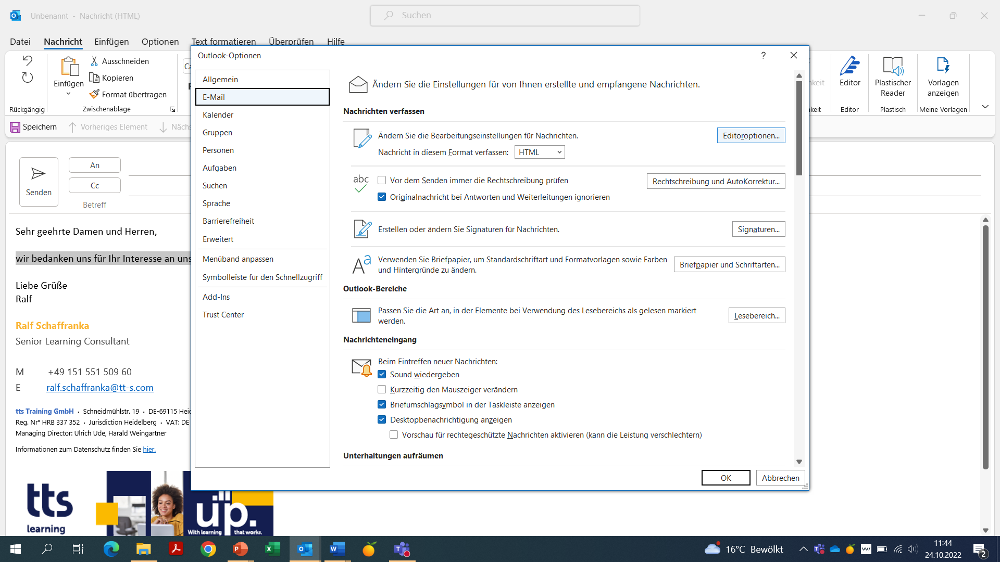 Unbenannt - Nachricht (HTML)
Suchen
Datei
Nachricht
Einfügen
Optionen
Text formatieren
Überprüfen
Hilfe
Rückgängig
Einfügen
Ausschneiden
Kopieren
Format übertragen
Zwischenablage
Editor
Editor
Plastischer
Reader
Plastisch
Vorlagen
anzeigen
Meine Vorlagen
Speichern
Vorheriges Element
Senden
An
Cc
Betreff
Sehr geehrte Damen und Herren,
wir bedanken uns für Ihr Interesse an uns
Liebe Grüße
Ralf
Ralf Schaffranka
Senior Learning Consultant
M +49 151 551 509 60
E ralf.schaffranka@tt-s.com
tts Training GmbH · Schneidmühlstr. 19 · DE-69115 Heid
Reg. Nr° HRB 337 352 · Jurisdiction Heidelberg · VAT: DE
Managing Director: Ulrich Ude, Harald Weingartner
Informationen zum Datenschutz finden Sie hier.
tts
learning
up.
With learning that works.
Outlook-Optionen
?
Allgemein
E-Mail
Kalender
Gruppen
Personen
Aufgaben
Suchen
Sprache
Barrierefreiheit
Erweitert
Menüband anpassen
Symbolleiste für den Schnellzugriff
Add-Ins
Trust Center
Ändern Sie die Einstellungen für von Ihnen erstellte und empfangene Nachrichten.
Nachrichten verfassen
Ändern Sie die Bearbeitungseinstellungen für Nachrichten.
Editoroptionen...
Nachricht in diesem Format verfassen: HTML
abc
Vor dem Senden immer die Rechtschreibung prüfen
Rechtschreibung und AutoKorrektur...
Originalnachricht bei Antworten und Weiterleitungen ignorieren
Erstellen oder ändern Sie Signaturen für Nachrichten.
Signaturen...
Verwenden Sie Briefpapier, um Standardschriftart und Formatvorlagen sowie Farben
und Hintergründe zu ändern.
Briefpapier und Schriftarten...
Outlook-Bereiche
Passen Sie die Art an, in der Elemente bei Verwendung des Lesebereichs als gelesen markiert
werden.
Lesebereich...
Nachrichteneingang
Beim Eintreffen neuer Nachrichten:
Sound wiedergeben
Kurzzeitig den Mauszeiger verändern
Briefumschlagsymbol in der Taskleiste anzeigen
Desktopbenachrichtigung anzeigen
Vorschau für rechtegeschützte Nachrichten aktivieren (kann die Leistung verschlechtern)
Unterhaltungen aufräumen
OK
Abbrechen
16°C Bewölkt
11:44
24.10.2022
2